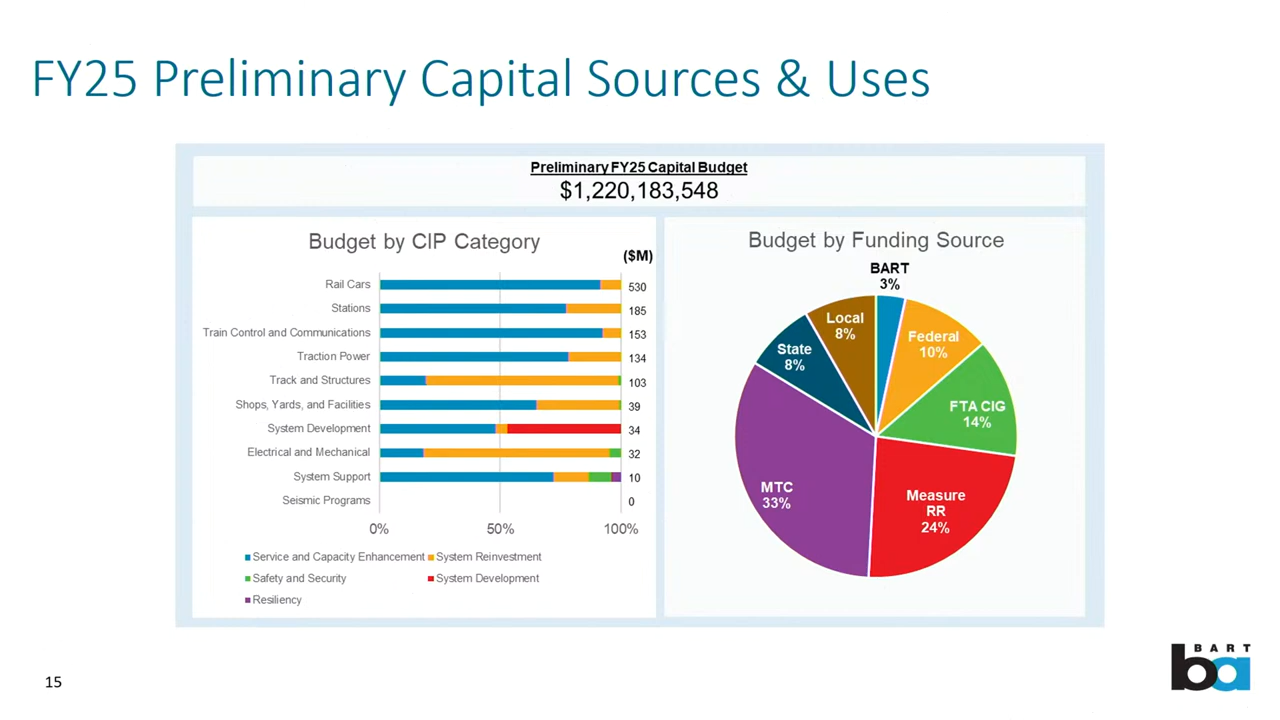 FY25 Preliminary Capital Sources & Uses
Preliminary FY25 Capital Budget
$1,220,183,548
Budget by CIP Category
($M)
Rail Cars 530
Stations 185
Train Control and Communications 153
Traction Power 134
Track and Structures 103
Shops, Yards, and Facilities 39
System Development 34
Electrical and Mechanical 32
System Support 10
Seismic Programs 0
0% 50% 100%
Service and Capacity Enhancement System Reinvestment
Safety and Security System Development
Resiliency
Budget by Funding Source
BART
3%
Federal
10%
FTA CIG
14%
Measure
RR
24%
MTC
33%
State
8%
Local
8%
15
BART
ba